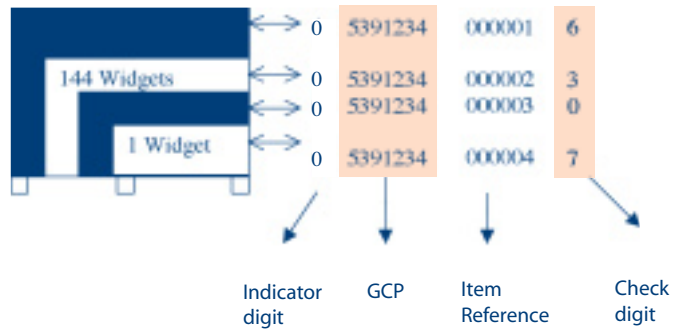 0 5391234 000001 6
144 Widgets 0 5391234 000002 3
0 5391234 000003 0
1 Widget
0 5391234 000004 7
Indicator digit
GCP
Item Reference
Check digit